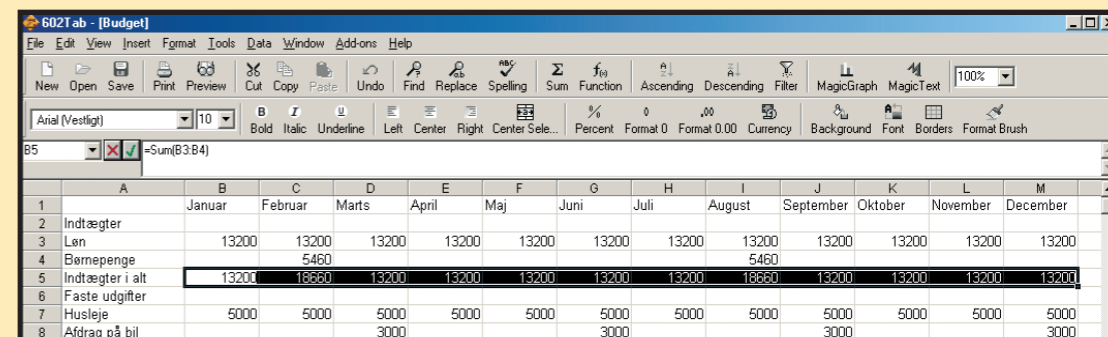 602Tab - [Budget]
File Edit View Insert Format Tools Data Window Add-ons Help
New Open Save Print Preview Cut Copy Paste Undo Find Replace Spelling Sum Function Ascending Descending Filter MagicGraph MagicText 100%
Arial (Vestligt) 10 Bold Italic Underline Left Center Right Center Sele... Percent Format 0 Format 0.00 Currency Background Font Borders Format Brush
B5 =Sum(B3:B4)
A B C D E F G H I J K L M
1 Januar Februar Marts April Maj Juni Juli August September Oktober November December
2 Indtægter
3 Løn 13200 13200 13200 13200 13200 13200 13200 13200 13200 13200 13200 13200
4 Børnepenge 5460 5460
5 Indtægter i alt 13200 18660 13200 13200 13200 13200 13200 18660 13200 13200 13200 13200
6 Faste udgifter
7 Husleje 5000 5000 5000 5000 5000 5000 5000 5000 5000 5000 5000 5000
8 Afdrag på bil 3000 3000 3000 3000